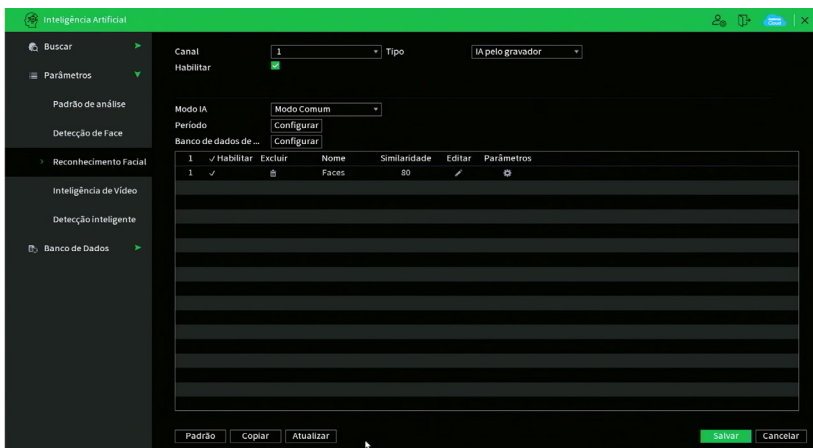 Inteligência Artificial
Buscar
Parâmetros
Padrão de análise
Detecção de Face
Reconhecimento Facial
Inteligência de Vídeo
Detecção inteligente
Banco de Dados
Canal 1 Tipo IA pelo gravador
Habilitar
Modo IA Modo Comum
Período Configurar
Banco de dados de ... Configurar
1 Habilitar Excluir Nome Similaridade Editar Parâmetros
1 Faces 80
Padrão Copiar Atualizar Salvar Cancelar